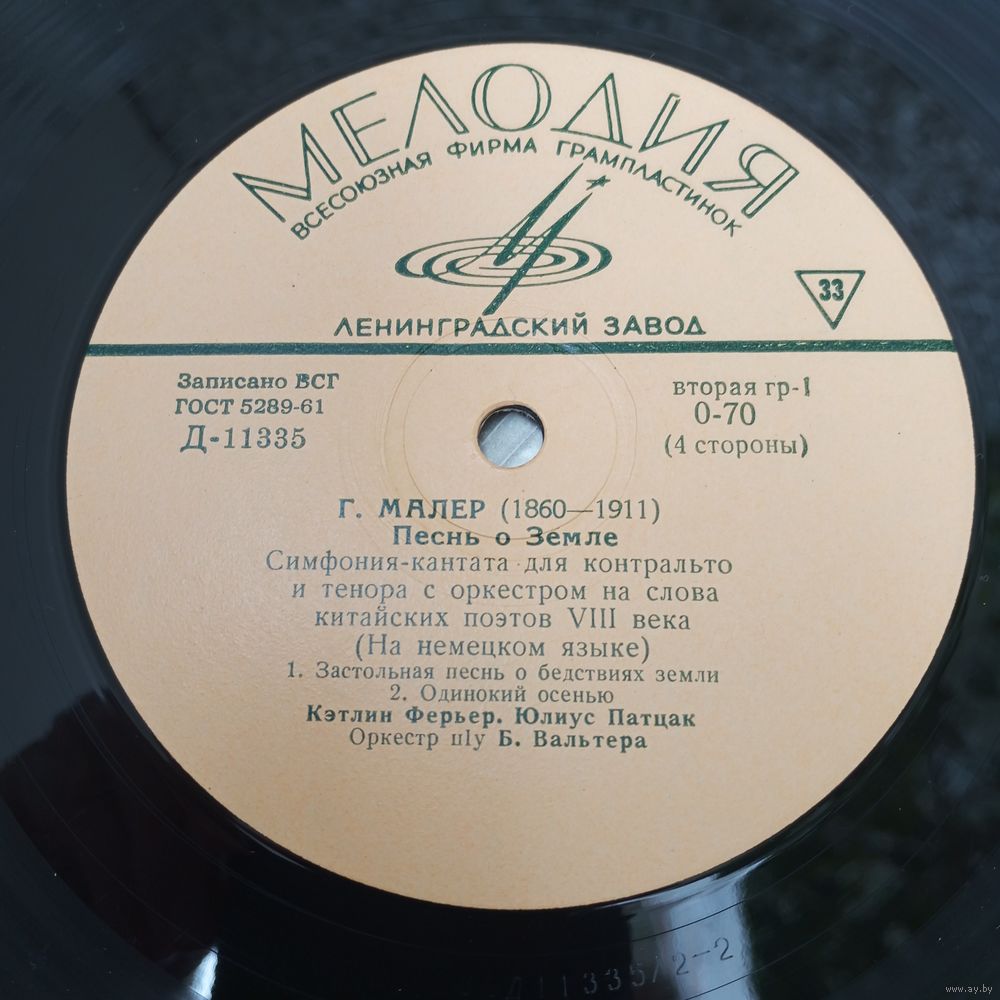 МЕЛОДИЯ
ВСЕСОЮЗНАЯ ФИРМА ГРАМПЛАСТИНОК
33
ЛЕНИНГРАДСКИЙ ЗАВОД
Записано ВСГ
ГОСТ 5289-61
Д-11335
вторая гр-1
0-70
(4 стороны)
Г. МАЛЕР (1860—1911)
Песнь о Земле
Симфония-кантата для контральто
и тенора с оркестром на слова
китайских поэтов VIII века
(На немецком языке)
1. Застольная песнь о бедствиях земли
2. Одинокий осенью
Кэтлин Ферьер. Юлиус Патцак
Оркестр п/у Б. Вальтера
Д11335/2-2
www.ay.by